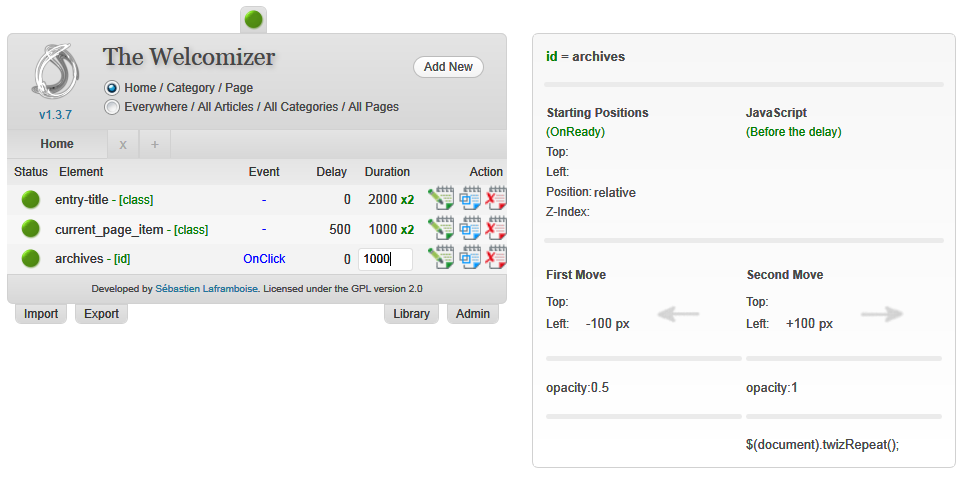 The Welcomizer
Add New
v1.3.7
Home / Category / Page
Everywhere / All Articles / All Categories / All Pages
Home x +
Status Element Event Delay Duration Action
entry-title - [class] - 0 2000 x2
current_page_item - [class] - 500 1000 x2
archives - [id] OnClick 0 1000
Developed by Sébastien Laframboise. Licensed under the GPL version 2.0
Import Export Library Admin
id = archives
Starting Positions JavaScript
(OnReady) (Before the delay)
Top:
Left:
Position: relative
Z-Index:
First Move Second Move
Top: Top:
Left: -100 px Left: +100 px
opacity:0.5 opacity:1
$(document).twizRepeat();